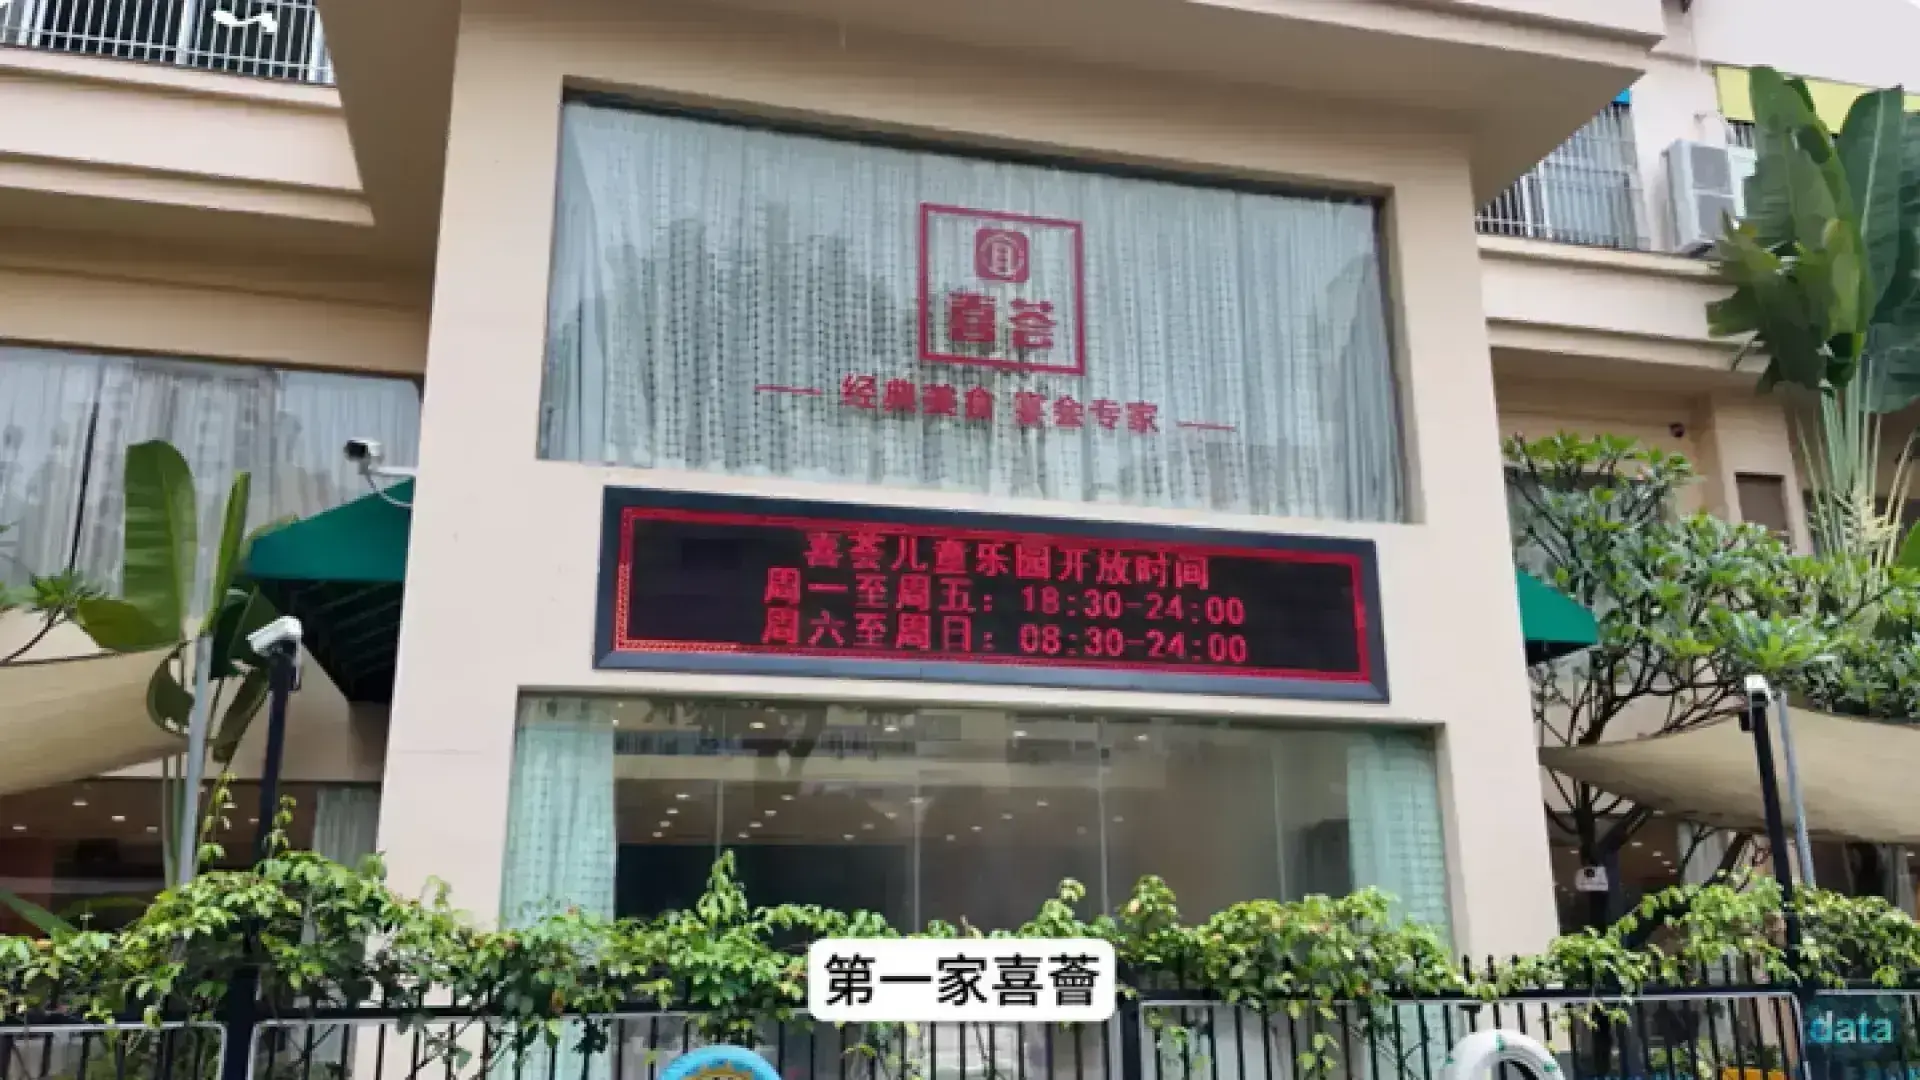 喜荟
经典美食 宴会专家
喜荟儿童乐园开放时间
周一至周五：18:30-24:00
周六至周日：08:30-24:00
第一家喜薈
data